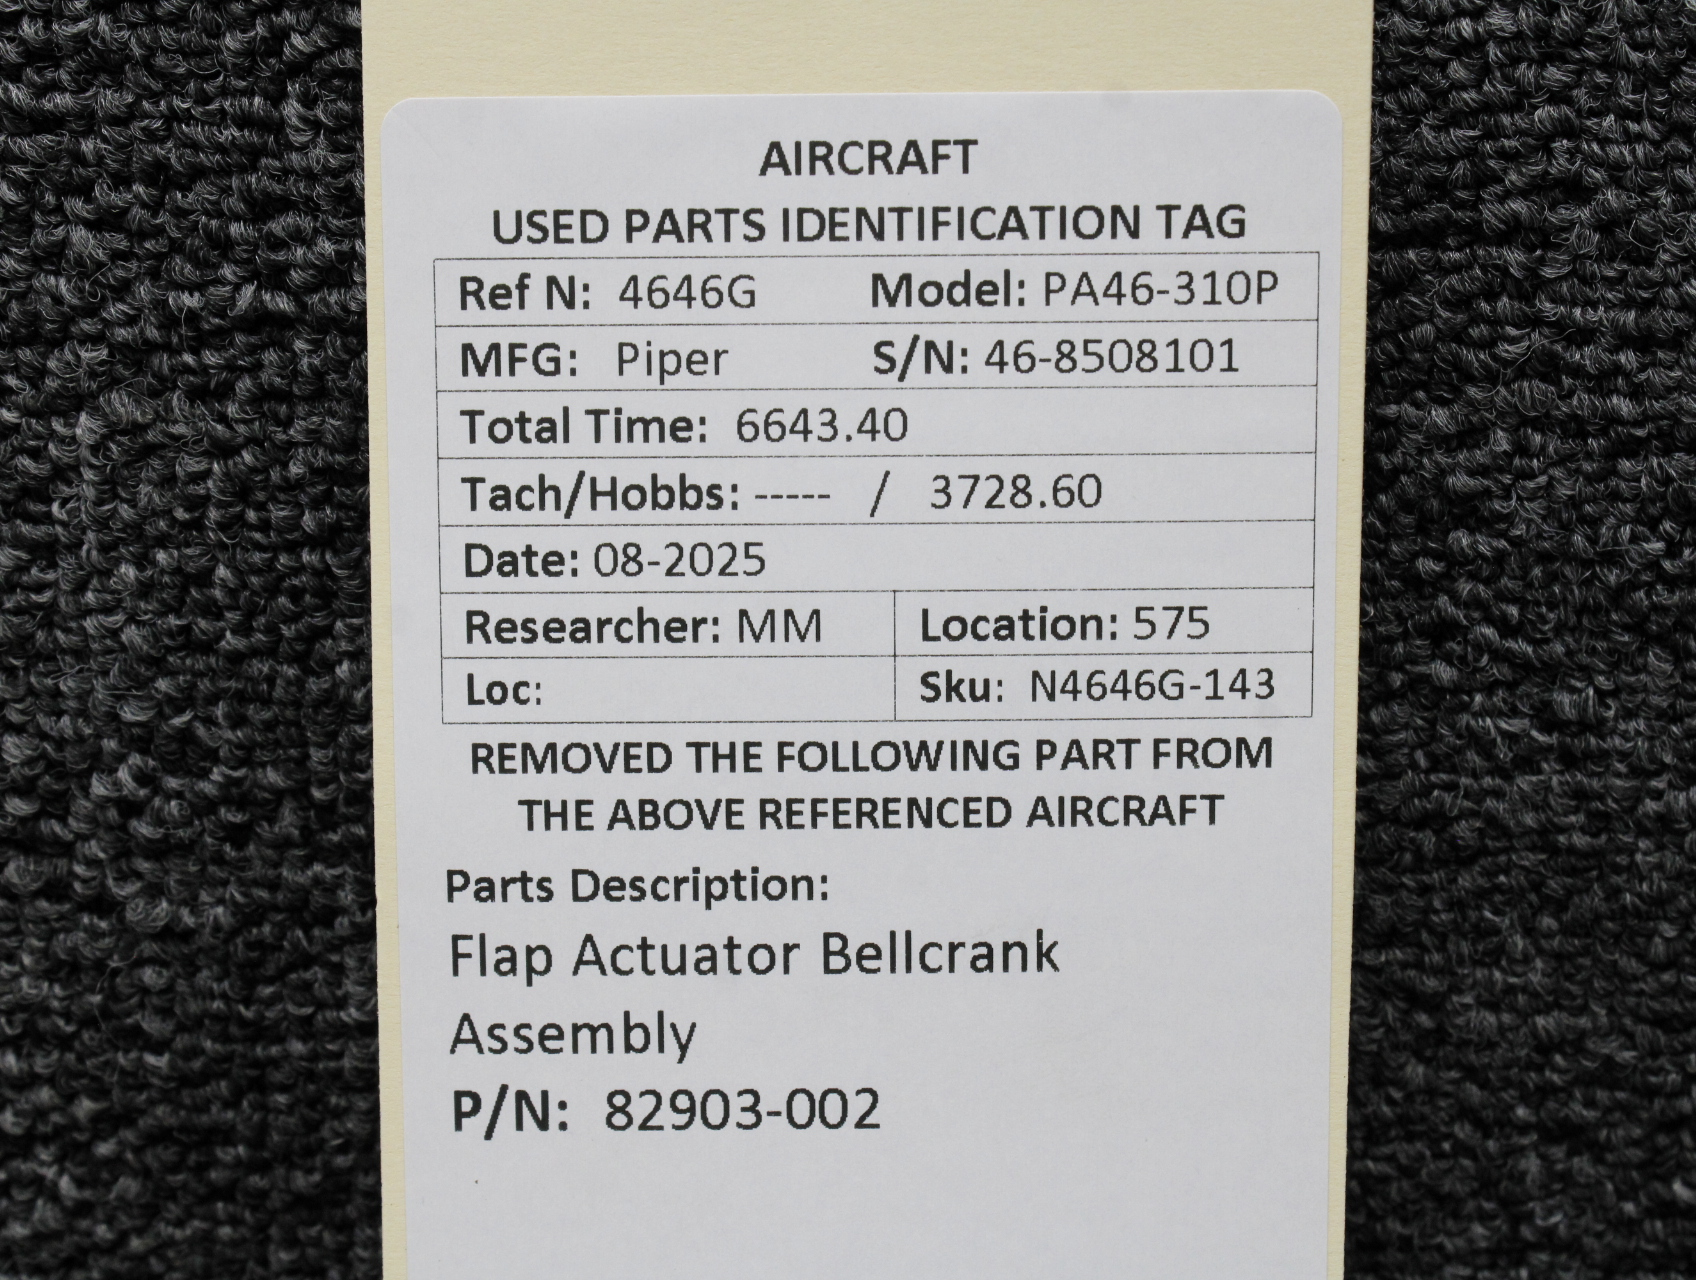 AIRCRAFT
USED PARTS IDENTIFICATION TAG
Ref N: 4646G Model: PA46-310P
MFG: Piper S/N: 46-8508101
Total Time: 6643.40
Tach/Hobbs: ----- / 3728.60
Date: 08-2025
Researcher: MM Location: 575
Loc: Sku: N4646G-143
REMOVED THE FOLLOWING PART FROM
THE ABOVE REFERENCED AIRCRAFT
Parts Description:
Flap Actuator Bellcrank
Assembly
P/N: 82903-002